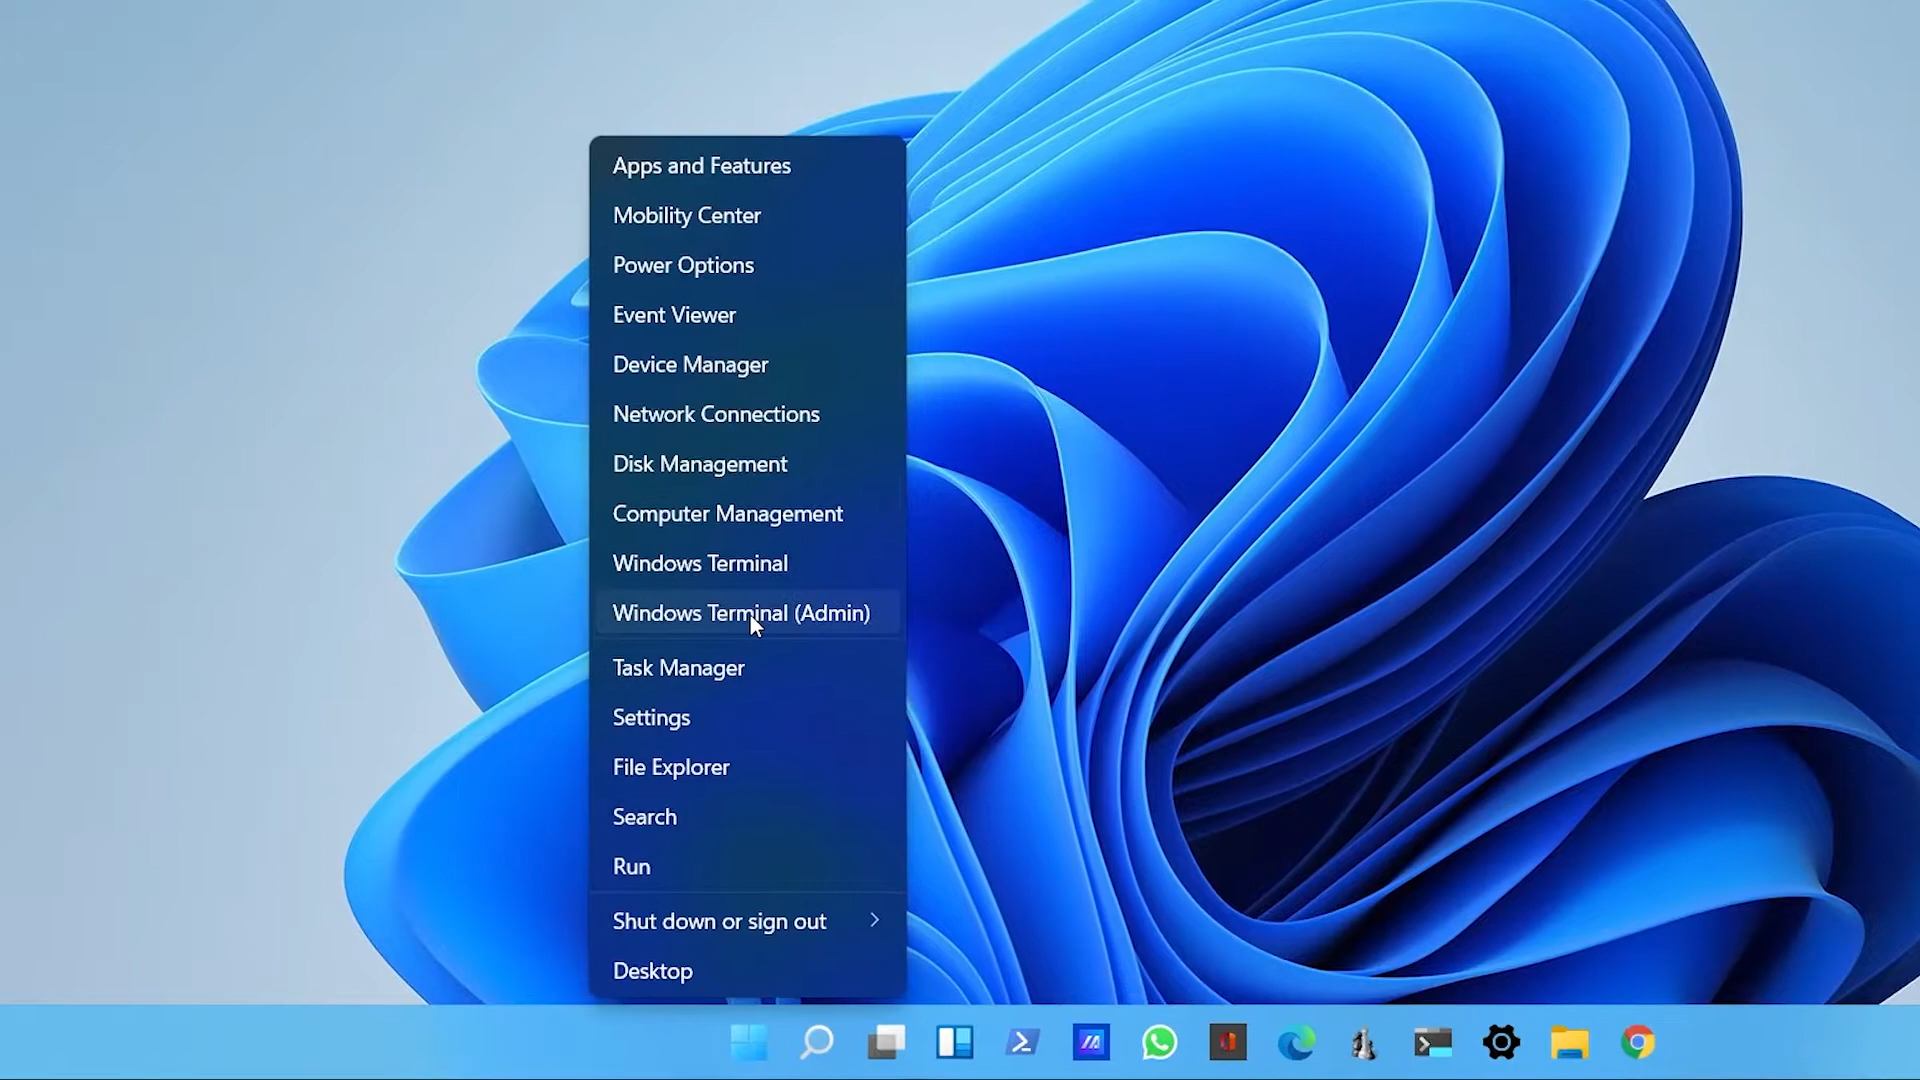 Apps and Features
Mobility Center
Power Options
Event Viewer
Device Manager
Network Connections
Disk Management
Computer Management
Windows Terminal
Windows Terminal (Admin)
Task Manager
Settings
File Explorer
Search
Run
Shut down or sign out
Desktop